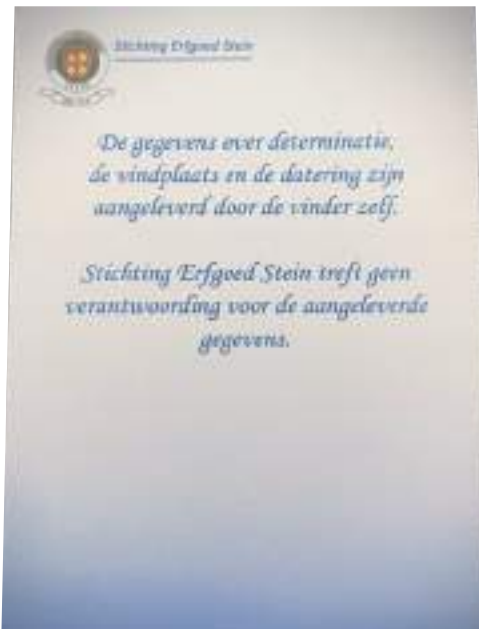 Stichting Erfgoed Stein
De gegevens over determinatie,
de vindplaats en de datering zijn
aangeleverd door de vinder zelf.
Stichting Erfgoed Stein treft geen
verantwoording voor de aangeleverde
gegevens.